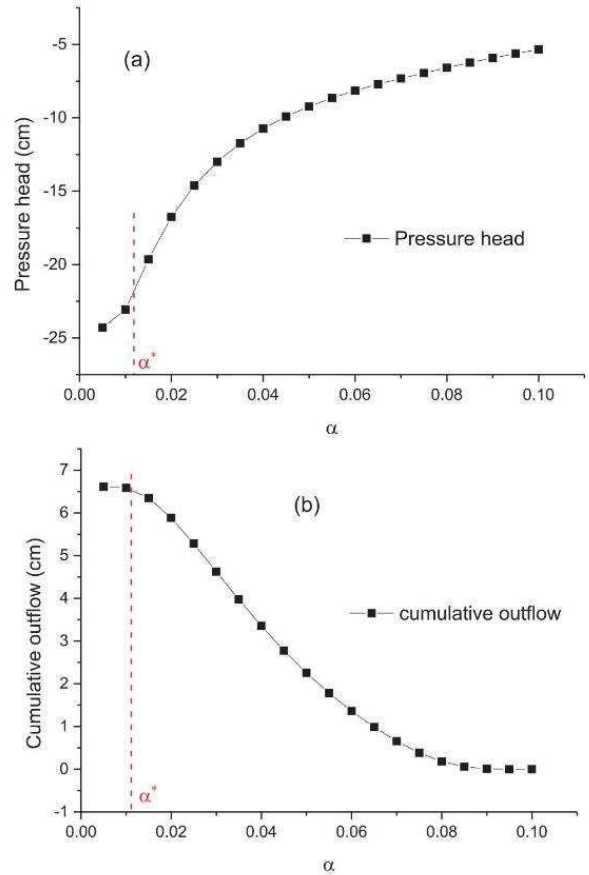 (a)
-5
-10
-15
-20
-25
Pressure head (cm)
Pressure head
α*
0.00 0.02 0.04 0.06 0.08 0.10
α
(b)
7
6
5
4
3
2
1
0
-1
Cumulative outflow (cm)
cumulative outflow
α*
0.00 0.02 0.04 0.06 0.08 0.10
α